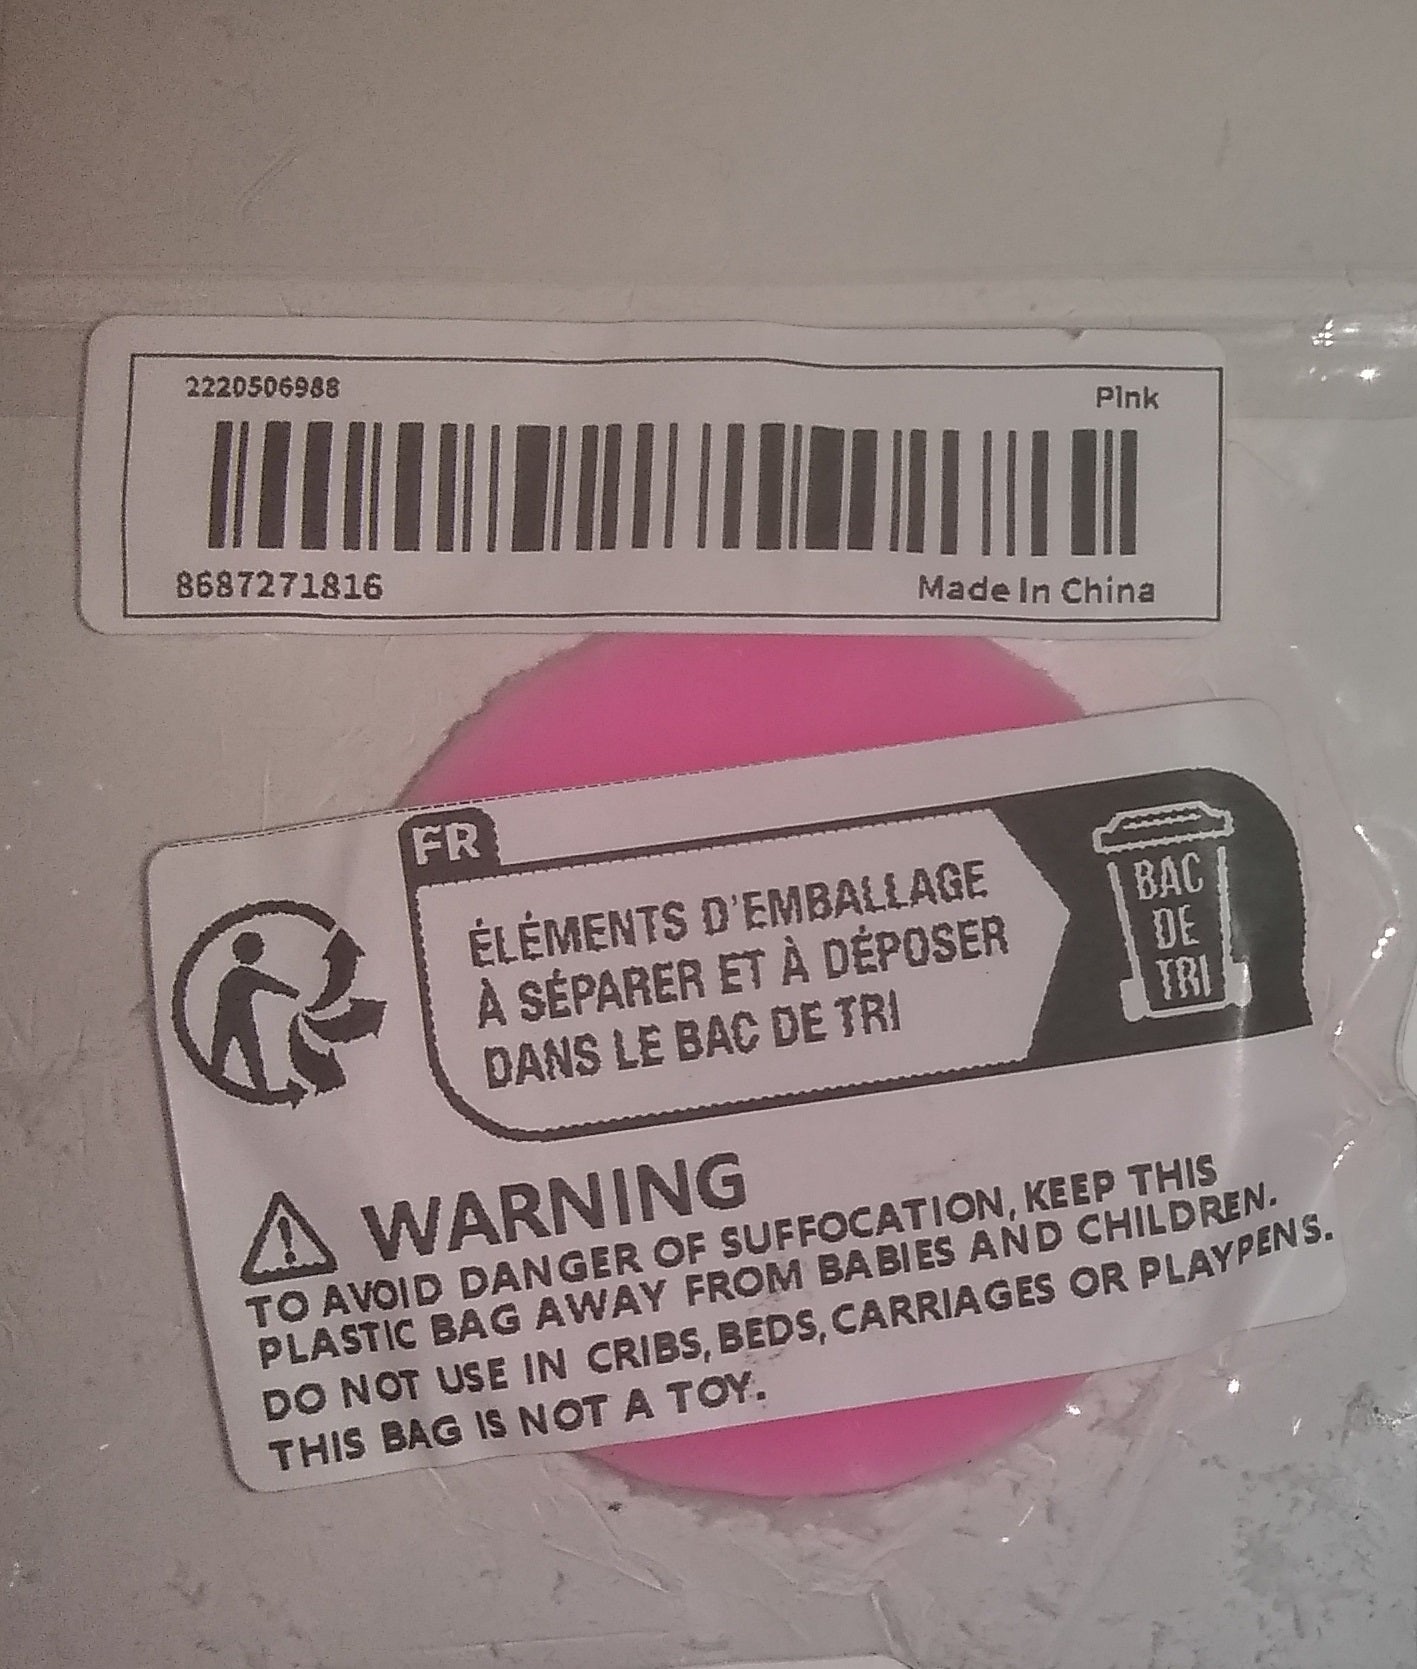 2220506988
Pink
8687271816
Made In China
FR
ÉLÉMENTS D'EMBALLAGE
À SÉPARER ET À DÉPOSER
DANS LE BAC DE TRI
BAC
DE
TRI
WARNING
TO AVOID DANGER OF SUFFOCATION, KEEP THIS
PLASTIC BAG AWAY FROM BABIES AND CHILDREN.
DO NOT USE IN CRIBS, BEDS, CARRIAGES OR PLAYPENS.
THIS BAG IS NOT A TOY.